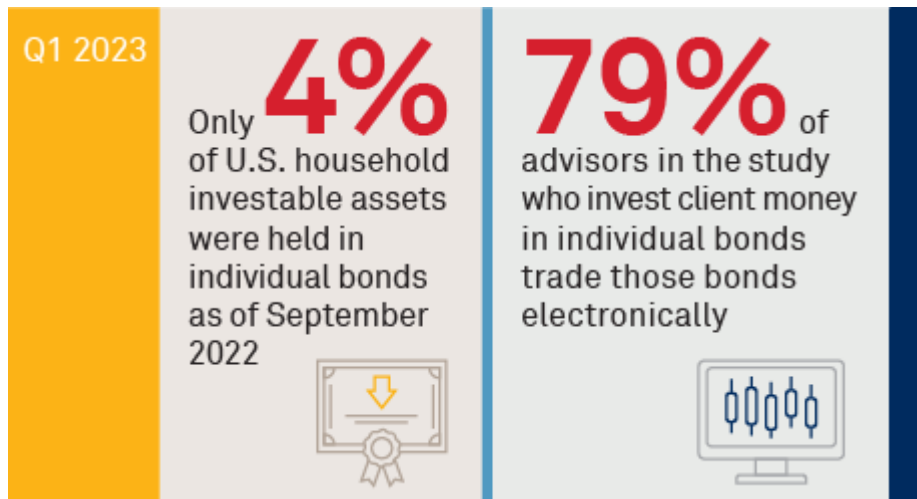 Q1 2023
Only 4%
of U.S. household
investable assets
were held in
individual bonds
as of September
2022
79% of
advisors in the study
who invest client money
in individual bonds
trade those bonds
electronically